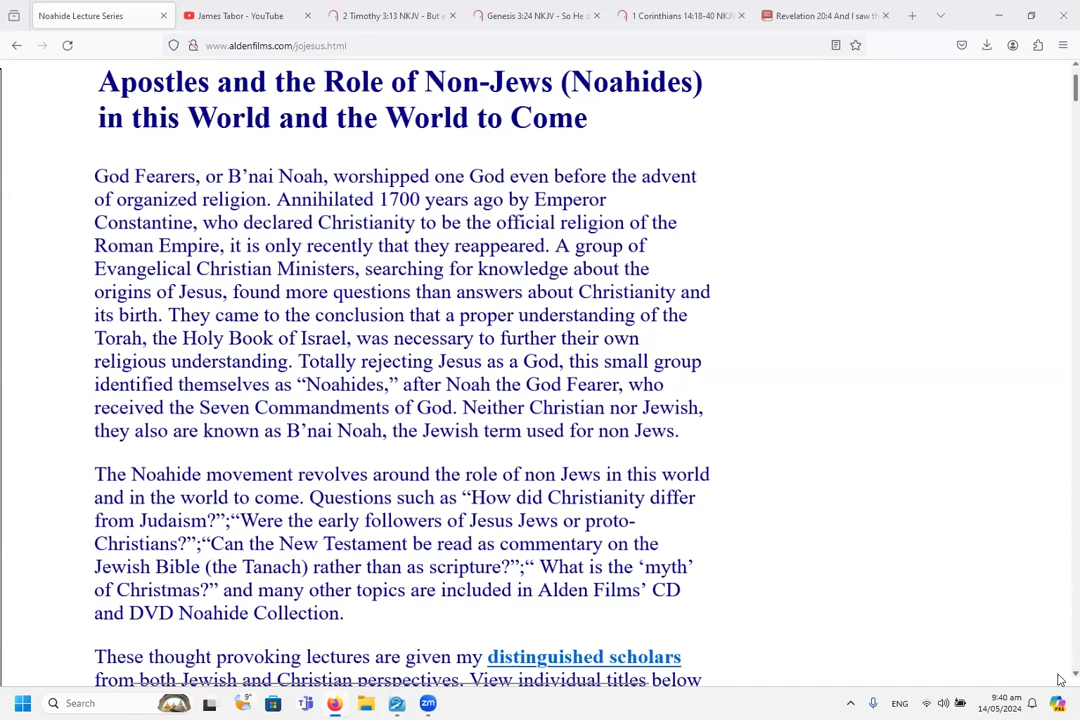 Noahide Lecture Series
James Tabor - YouTube
2 Timothy 3:13 NKJV - But e
Genesis 3:24 NKJV - So He d
1 Corinthians 14:18-40 NKJV
Revelation 20:4 And I saw th
www.aldenfilms.com/jojesus.html
Apostles and the Role of Non-Jews (Noahides)
in this World and the World to Come
God Fearers, or B’nai Noah, worshipped one God even before the advent
of organized religion. Annihilated 1700 years ago by Emperor
Constantine, who declared Christianity to be the official religion of the
Roman Empire, it is only recently that they reappeared. A group of
Evangelical Christian Ministers, searching for knowledge about the
origins of Jesus, found more questions than answers about Christianity and
its birth. They came to the conclusion that a proper understanding of the
Torah, the Holy Book of Israel, was necessary to further their own
religious understanding. Totally rejecting Jesus as a God, this small group
identified themselves as “Noahides,” after Noah the God Fearer, who
received the Seven Commandments of God. Neither Christian nor Jewish,
they also are known as B’nai Noah, the Jewish term used for non Jews.
The Noahide movement revolves around the role of non Jews in this world
and in the world to come. Questions such as “How did Christianity differ
from Judaism?”;“Were the early followers of Jesus Jews or proto-
Christians?”;“Can the New Testament be read as commentary on the
Jewish Bible (the Tanach) rather than as scripture?”;“ What is the ‘myth’
of Christmas?” and many other topics are included in Alden Films’ CD
and DVD Noahide Collection.
These thought provoking lectures are given my distinguished scholars
from both Jewish and Christian perspectives. View individual titles below
Search
9°
ENG
9:40 am
14/05/2024
PRE